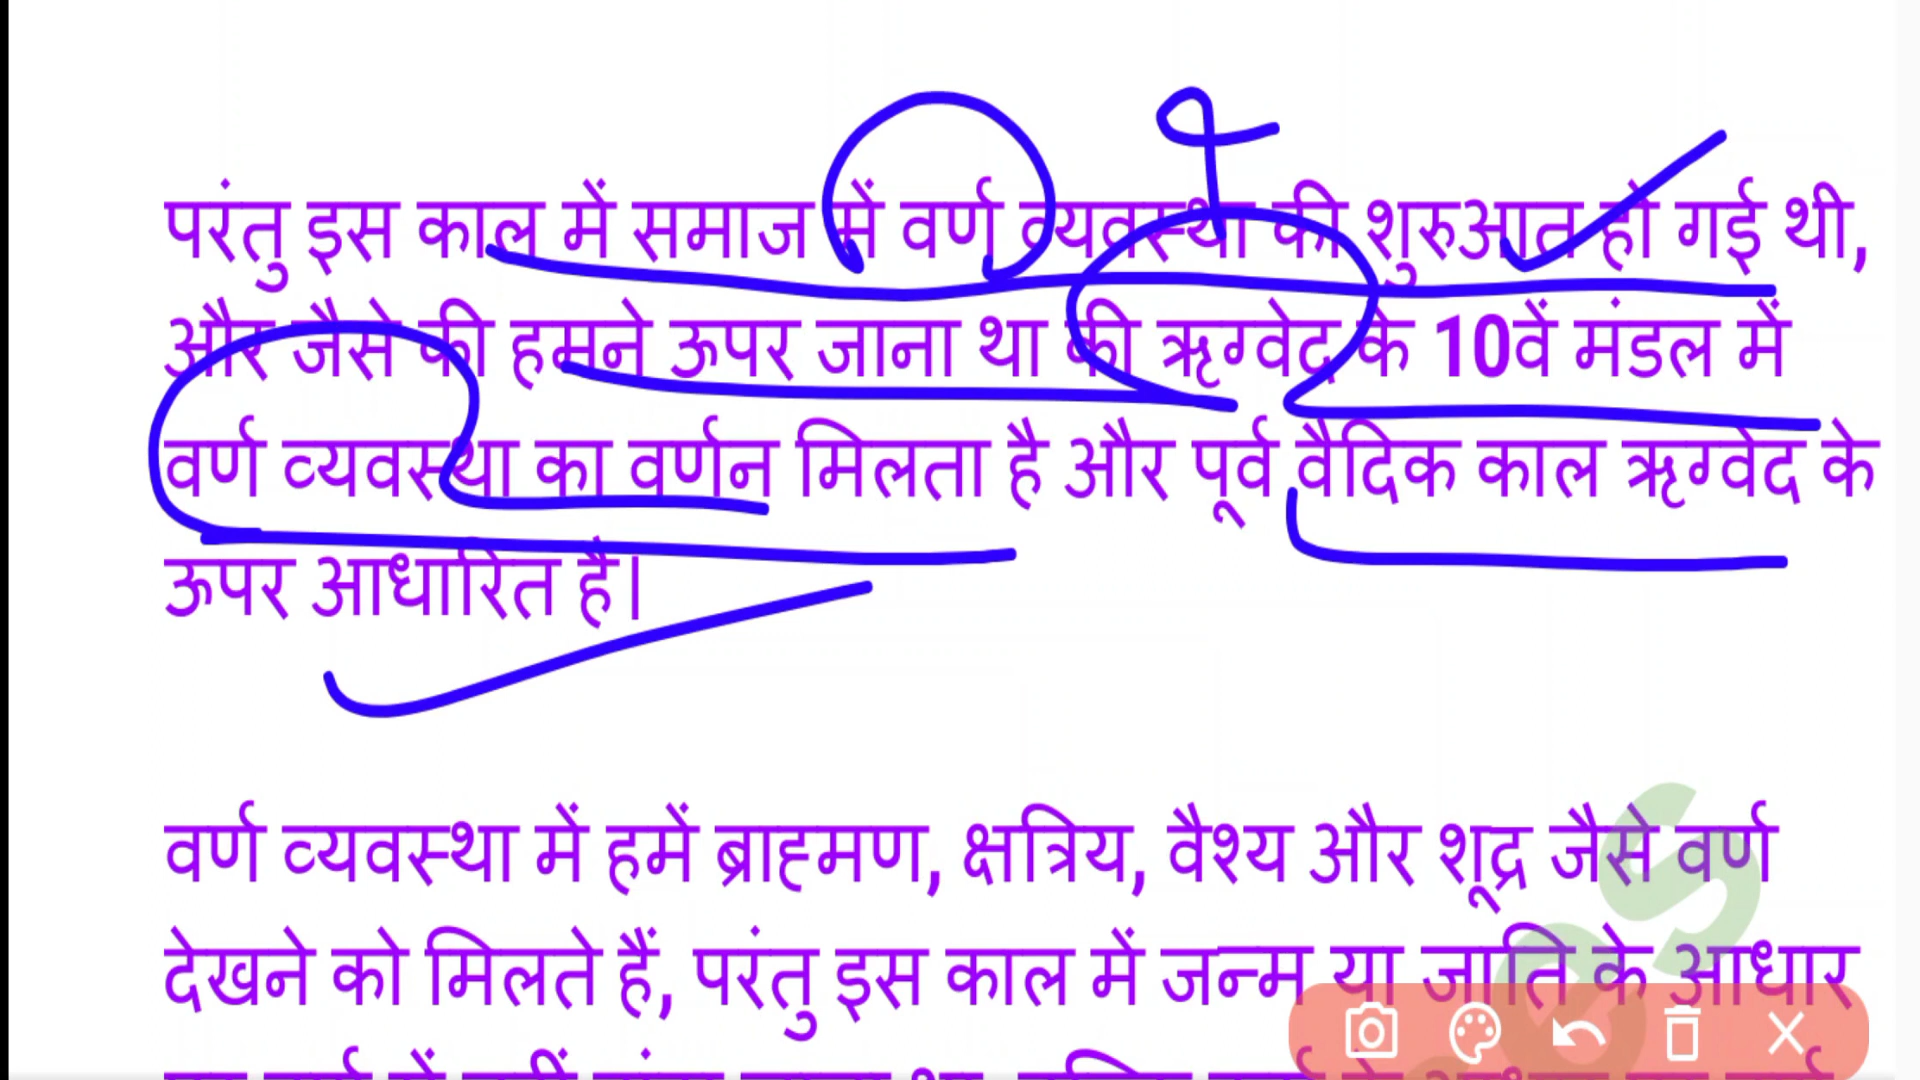 परंतु इस काल में समाज में वर्ण व्यवस्था की शुरुआत हो गई थी,
और जैसे की हमने ऊपर जाना था की ऋग्वेद के 10वें मंडल में
वर्ण व्यवस्था का वर्णन मिलता है और पूर्व वैदिक काल ऋग्वेद के
ऊपर आधारित है।
वर्ण व्यवस्था में हमें ब्राह्मण, क्षत्रिय, वैश्य और शूद्र जैसे वर्ण
देखने को मिलते हैं, परंतु इस काल में जन्म या जाति के आधार